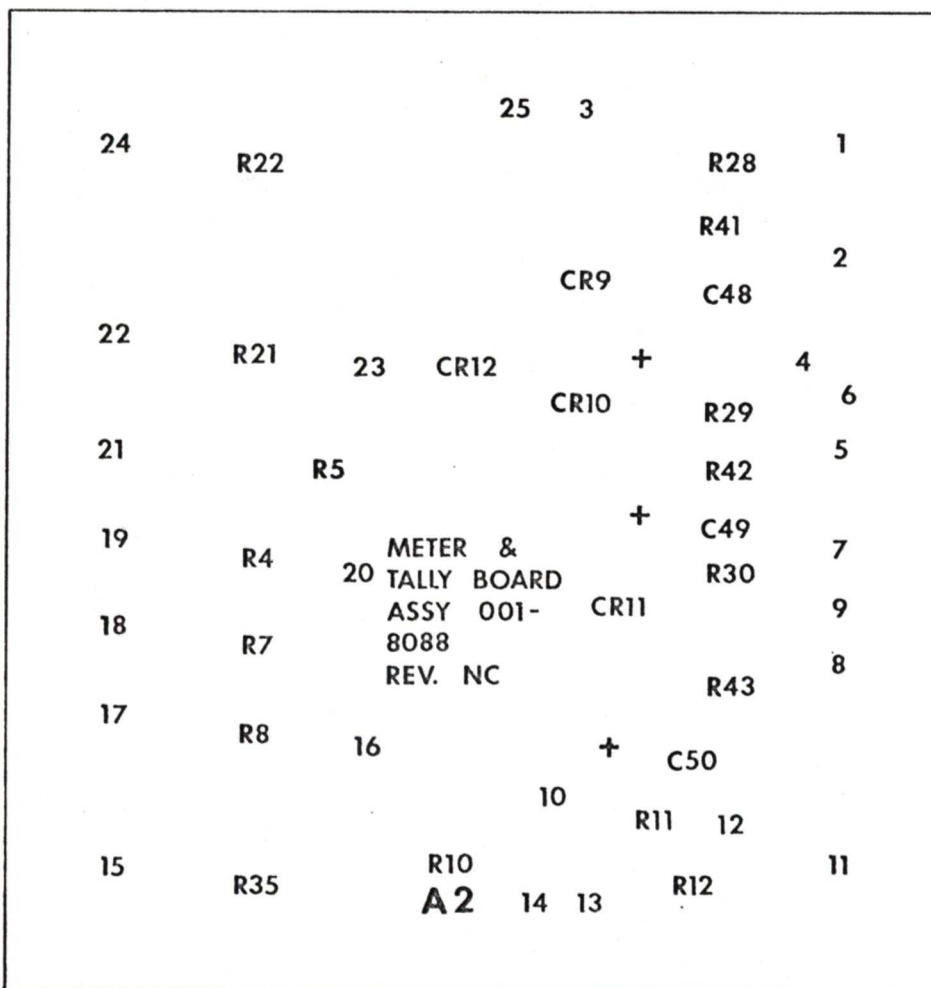 25 3
24 R22 R28 1
R41
CR9 C48 2
22 R21 23 CR12 + 4
CR10 R29 6
21 R5 R42 5
+ C49
19 R4 20 R30 7
METER &
TALLY BOARD
ASSY 001-
8088
REV. NC
CR11 9
18 R7 8
R43
17 R8 16 + C50
10 R11 12
15 R35 R10 R12 11
A2 14 13